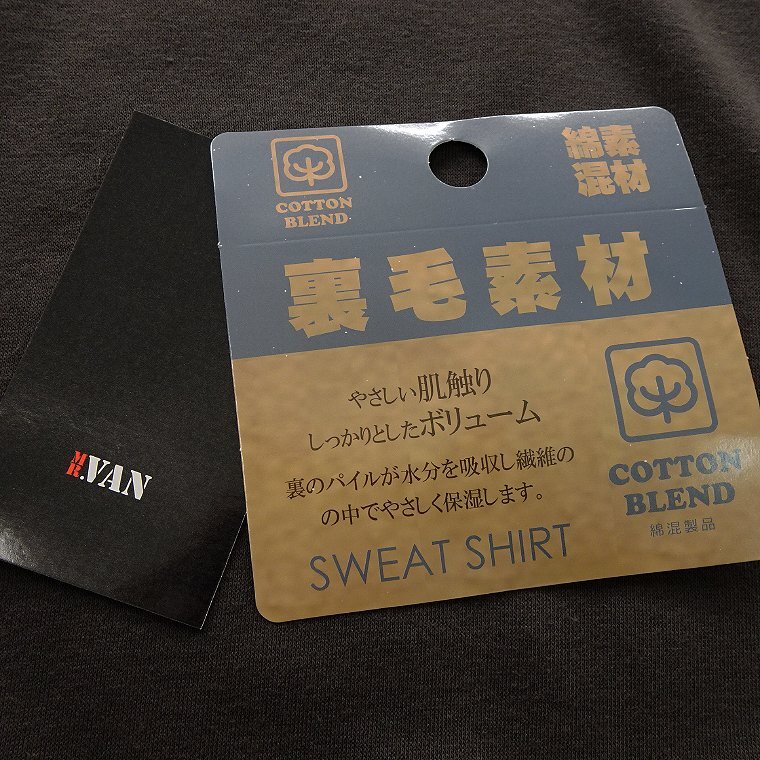 COTTON
BLEND
綿素
混材
裏毛素材
やさしい肌触り
しっかりとしたボリューム
裏のパイルが水分を吸収し繊維の
の中でやさしく保湿します。
SWEAT SHIRT
COTTON
BLEND
綿混製品
MR.VAN